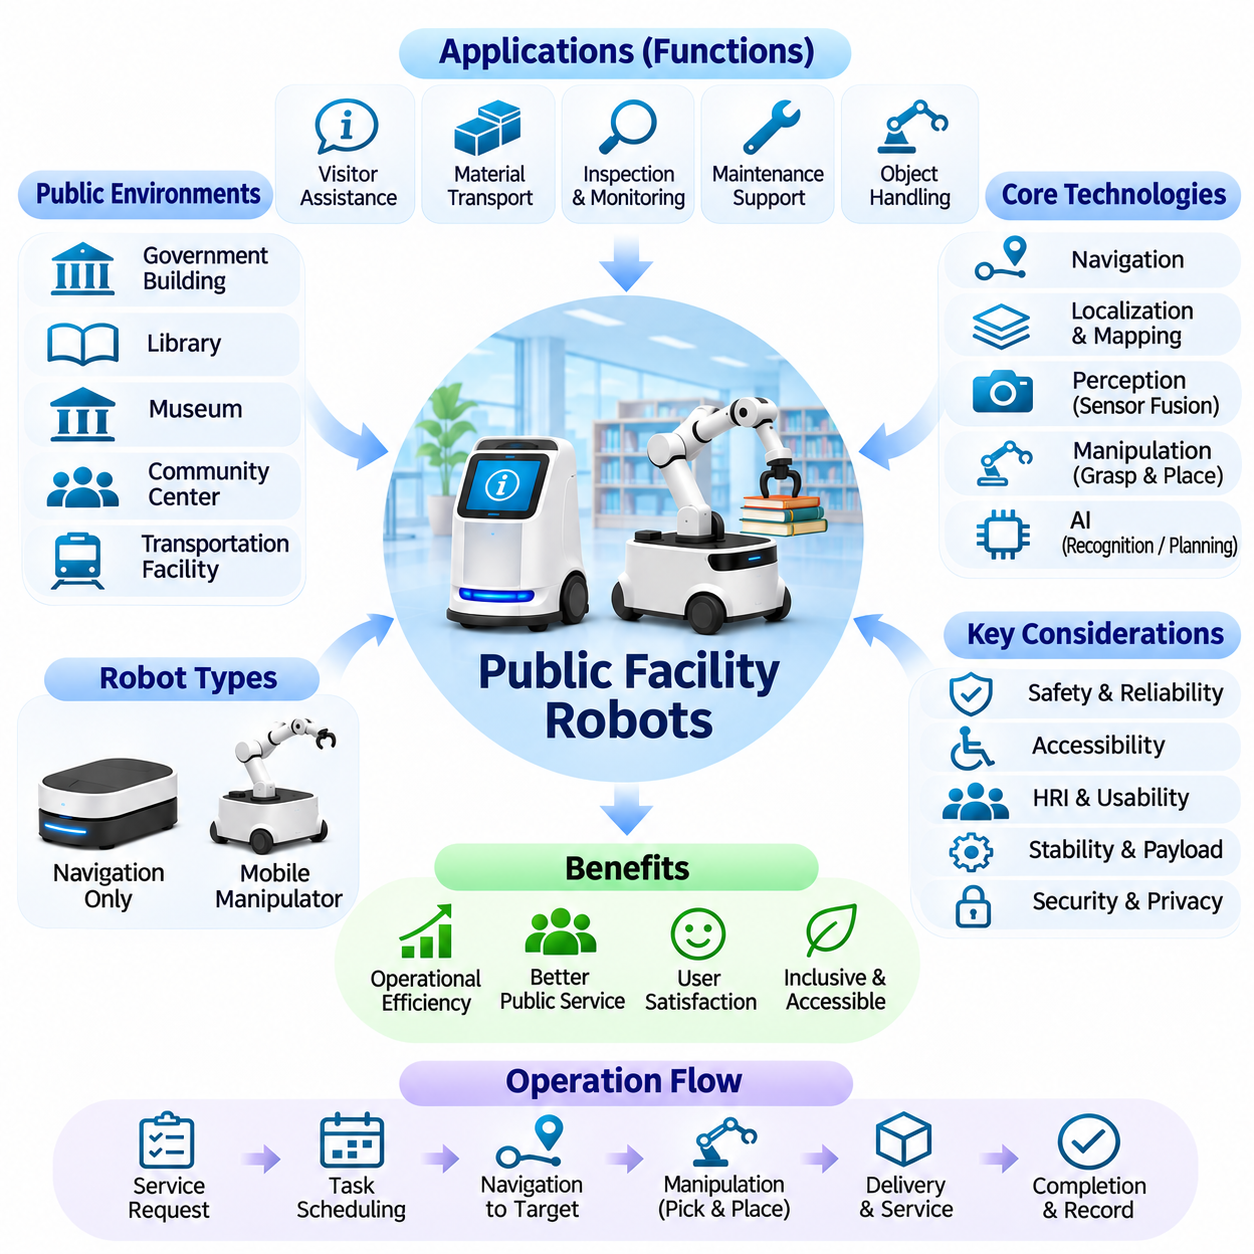 Applications (Functions)
Visitor
Assistance
Material
Transport
Inspection
& Monitoring
Maintenance
Support
Object
Handling
Public Environments
Government
Building
Library
Museum
Community
Center
Transportation
Facility
Core Technologies
Navigation
Localization
& Mapping
Perception
(Sensor Fusion)
Manipulation
(Grasp & Place)
AI
(Recognition / Planning)
Public Facility
Robots
Robot Types
Navigation
Only
Mobile
Manipulator
Key Considerations
Safety & Reliability
Accessibility
HRI & Usability
Stability & Payload
Security & Privacy
Benefits
Operational
Efficiency
Better
Public Service
User
Satisfaction
Inclusive &
Accessible
Operation Flow
Service
Request
Task
Scheduling
Navigation
to Target
Manipulation
(Pick & Place)
Delivery
& Service
Completion
& Record